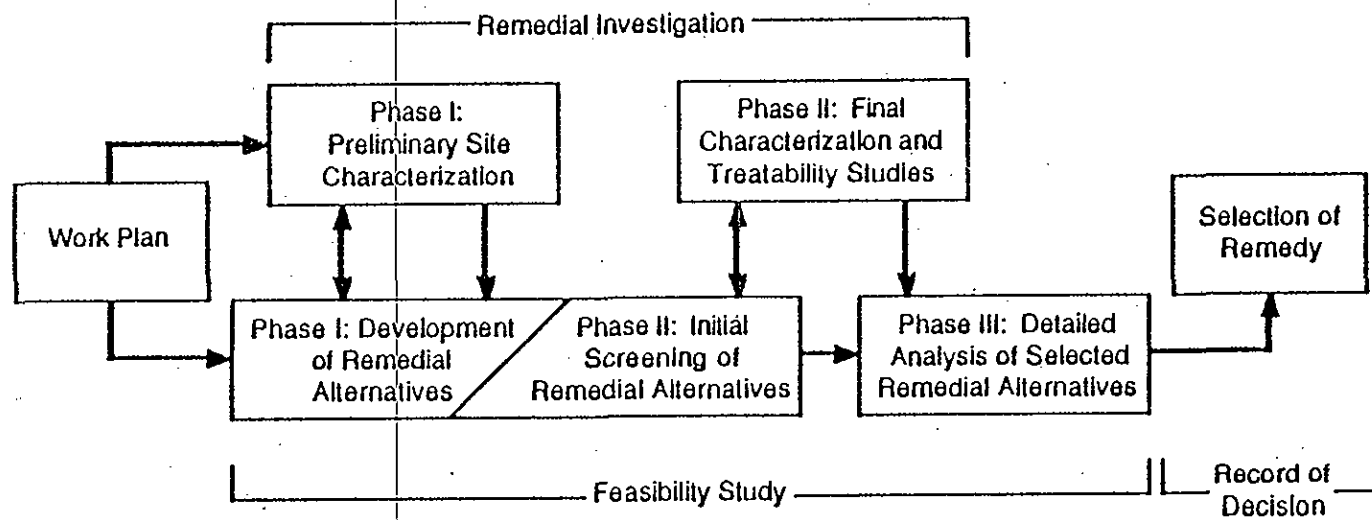 Remedial Investigation
Phase I:
Preliminary Site
Characterization
Phase II: Final
Characterization and
Treatability Studies
Work Plan
Selection of
Remedy
Phase I: Development
of Remedial
Alternatives
Phase II: Initial
Screening of
Remedial Alternatives
Phase III: Detailed
Analysis of Selected
Remedial Alternatives
Feasibility Study
Record of
Decision